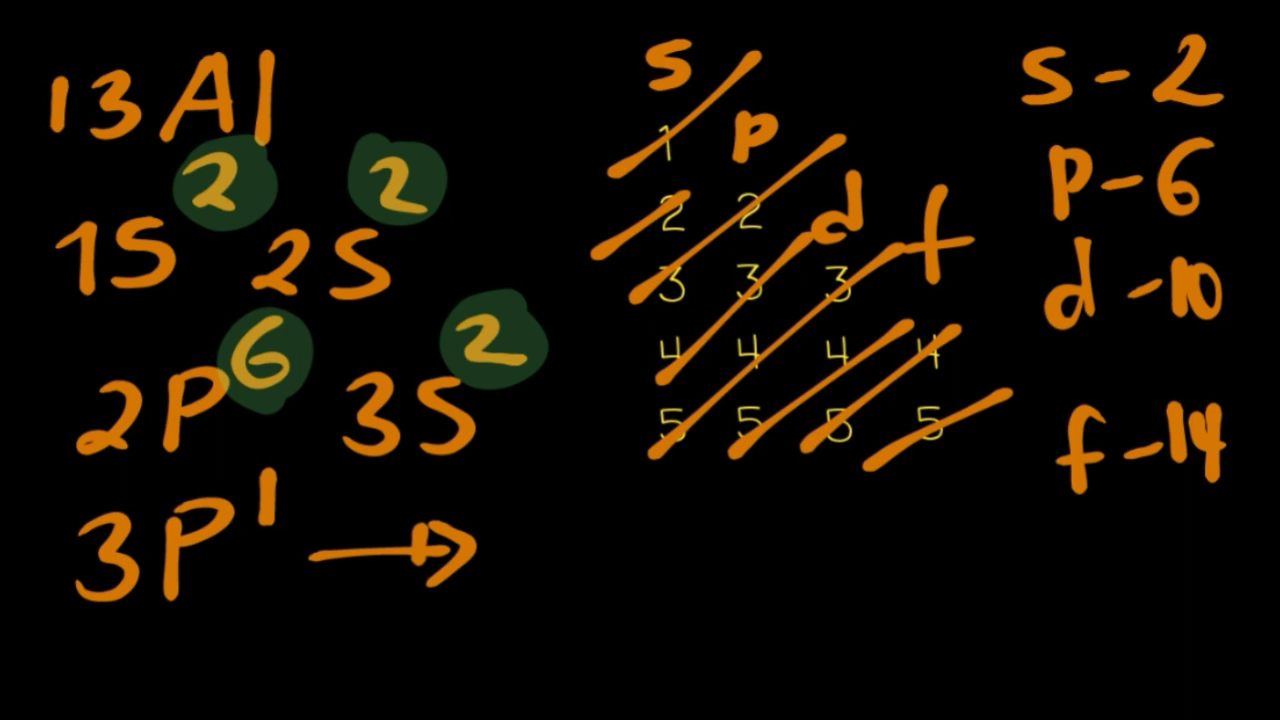 13Al
1S² 2S²
2P⁶ 3S²
3P¹ →
S
p
d
f
1
2 2
3 3 3
4 4 4 4
5 5 5 5
S-2
P-6
d-10
f-14